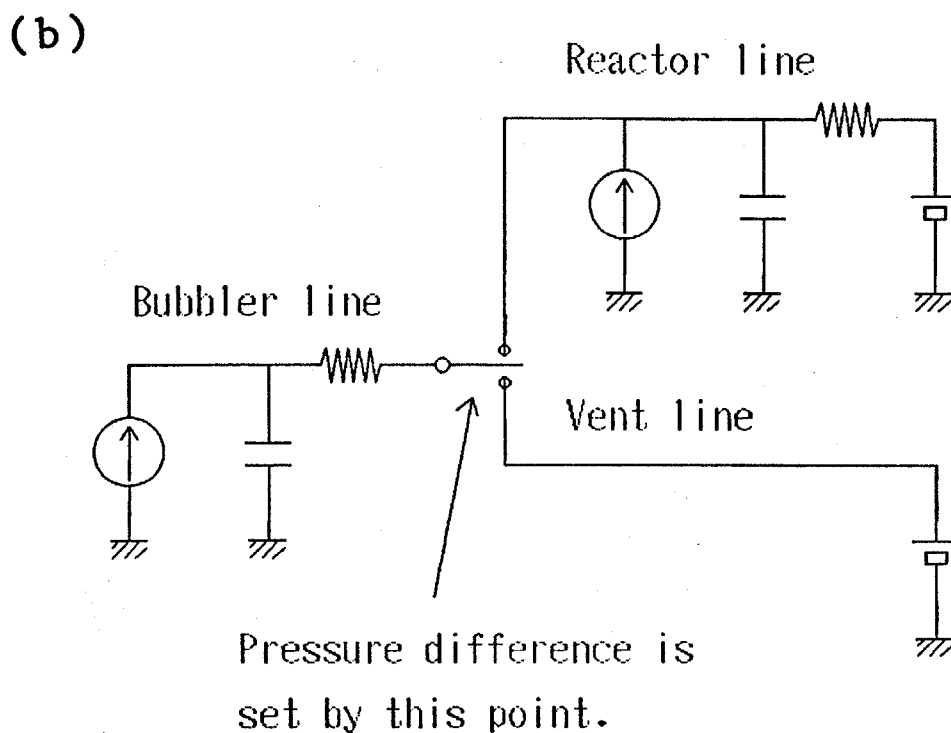 (b)
Reactor line
Bubbler line
Vent line
Pressure difference is
set by this point.